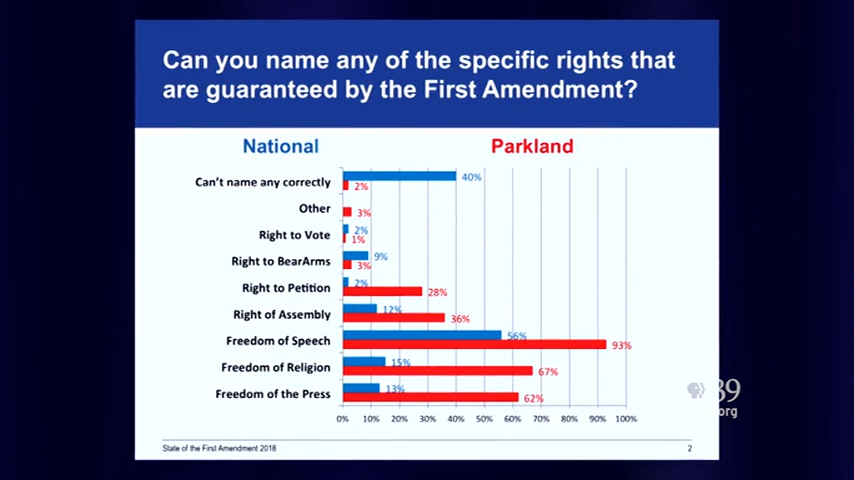 Can you name any of the specific rights that
are guaranteed by the First Amendment?
National
Parkland
Can't name any correctly
40%
2%
Other
3%
Right to Vote
2%
1%
Right to BearArms
9%
3%
Right to Petition
2%
28%
Right of Assembly
12%
36%
Freedom of Speech
56%
93%
Freedom of Religion
15%
67%
Freedom of the Press
13%
62%
0% 10% 20% 30% 40% 50% 60% 70% 80% 90% 100%
State of the First Amendment 2018
2
39
.org